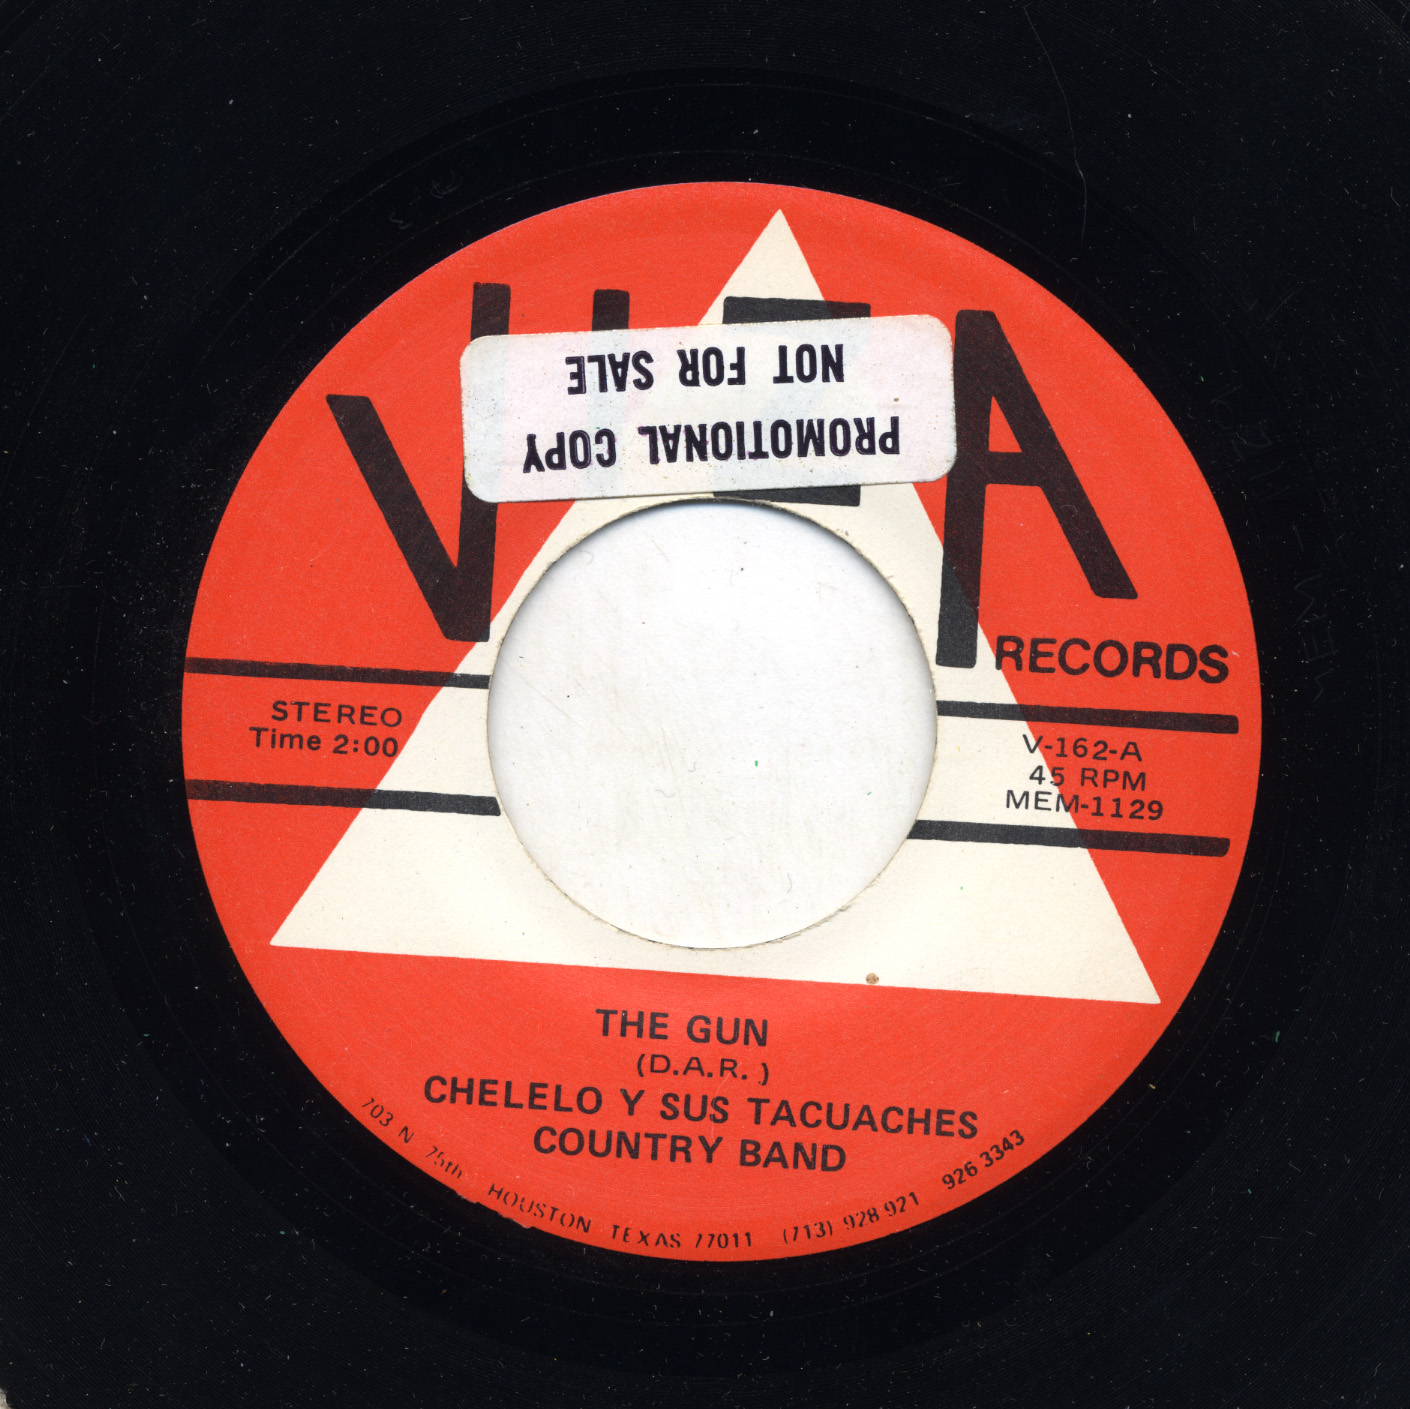 NOT FOR SALE
PROMOTIONAL COPY
RECORDS
STEREO
Time 2:00
V-162-A
45 RPM
MEM-1129
THE GUN
(D.A.R. )
CHELELO Y SUS TACUACHES
COUNTRY BAND
703 N 75th HOUSTON TEXAS 77011 (713) 928 921 926 3343